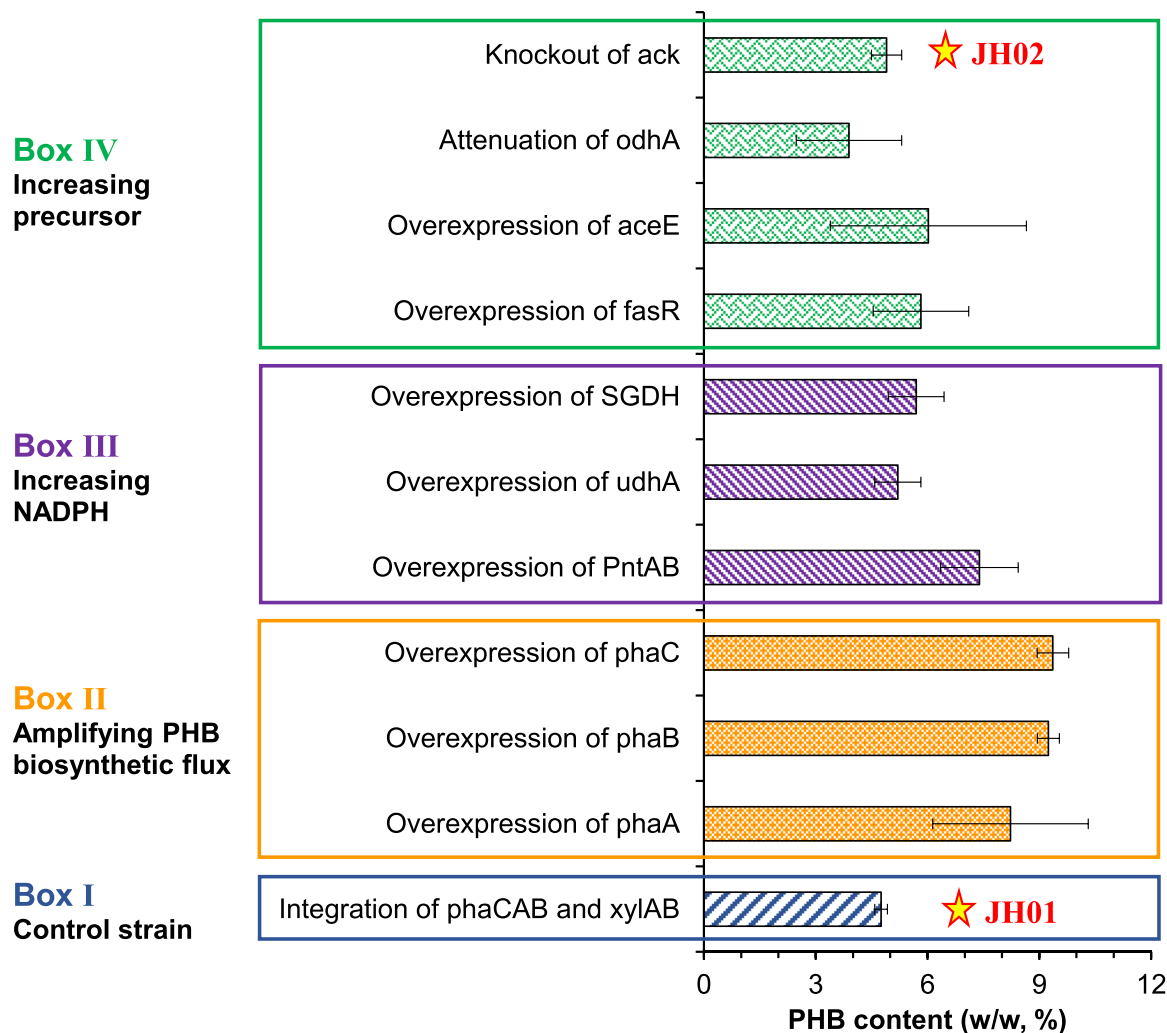 Box IV
Increasing
precursor
Knockout of ack
JH02
Attenuation of odhA
Overexpression of aceE
Overexpression of fasR
Box III
Increasing
NADPH
Overexpression of SGDH
Overexpression of udhA
Overexpression of PntAB
Box II
Amplifying PHB
biosynthetic flux
Overexpression of phaC
Overexpression of phaB
Overexpression of phaA
Box I
Control strain
Integration of phaCAB and xylAB
JH01
0 3 6 9 12
PHB content (w/w, %)